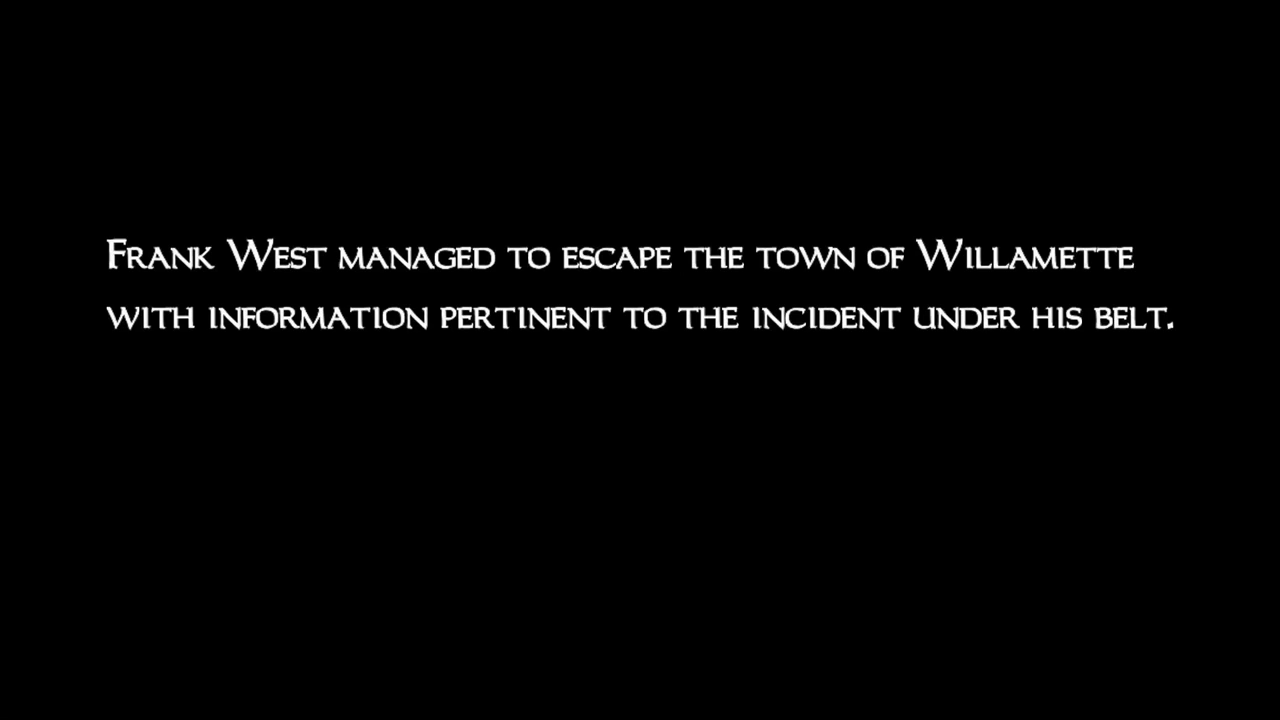 Frank West managed to escape the town of Willamette
with information pertinent to the incident under his belt.